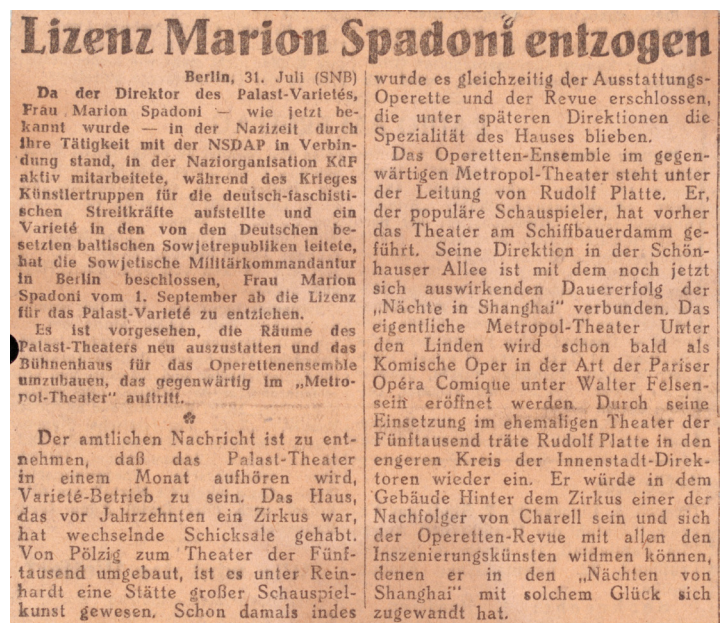 Lizenz Marion Spadoni entzogen
Berlin, 31. Juli (SNB)
Da der Direktor des Palast-Varietés,
Frau Marion Spadoni — wie jetzt be-
kannt wurde — in der Nazizeit durch
ihre Tätigkeit mit der NSDAP in Verbin-
dung stand, in der Naziorganisation KdF
aktiv mitarbeitete, während des Krieges
Künstlertruppen für die deutsch-faschisti-
schen Streitkräfte aufstellte und ein
Varieté in den von den Deutschen be-
setzten baltischen Sowjetrepubliken leitete,
hat die Sowjetische Militärkommandantur
in Berlin beschlossen, Frau Marion
Spadoni vom 1. September ab die Lizenz
für das Palast-Varieté zu entziehen.
Es ist vorgesehen, die Räume des
Palast-Theaters neu auszustatten und das
Bühnenhaus für das Operettenensemble
umzubauen, das gegenwärtig im „Metro-
pol-Theater" auftritt.
*
Der amtlichen Nachricht ist zu ent-
nehmen, daß das Palast-Theater
in einem Monat aufhören wird,
Varieté-Betrieb zu sein. Das Haus,
das vor Jahrzehnten ein Zirkus war,
hat wechselnde Schicksale gehabt.
Von Pölzig zum Theater der Fünf-
tausend umgebaut, ist es unter Rein-
hardt eine Stätte großer Schauspiel-
kunst gewesen. Schon damals indes
wurde es gleichzeitig der Ausstattungs-
Operette und der Revue erschlossen,
die unter späteren Direktionen die
Spezialität des Hauses blieben.
Das Operetten-Ensemble im gegen-
wärtigen Metropol-Theater steht unter
der Leitung von Rudolf Platte. Er,
der populäre Schauspieler, hat vorher
das Theater am Schiffbauerdamm ge-
führt. Seine Direktion in der Schön-
hauser Allee ist mit dem noch jetzt
sich auswirkenden Dauererfolg der
„Nächte in Shanghai" verbunden. Das
eigentliche Metropol-Theater Unter
den Linden wird schon bald als
Komische Oper in der Art der Pariser
Opéra Comique unter Walter Felsen-
sein eröffnet werden. Durch seine
Einsetzung im ehemaligen Theater der
Fünftausend träte Rudolf Platte in den
engeren Kreis der Innenstadt-Direk-
toren wieder ein. Er würde in dem
Gebäude Hinter dem Zirkus einer der
Nachfolger von Charell sein und sich
der Operetten-Revue mit allen den
Inszenierungskünsten widmen können,
denen er in den „Nächten von
Shanghai" mit solchem Glück sich
zugewandt hat.